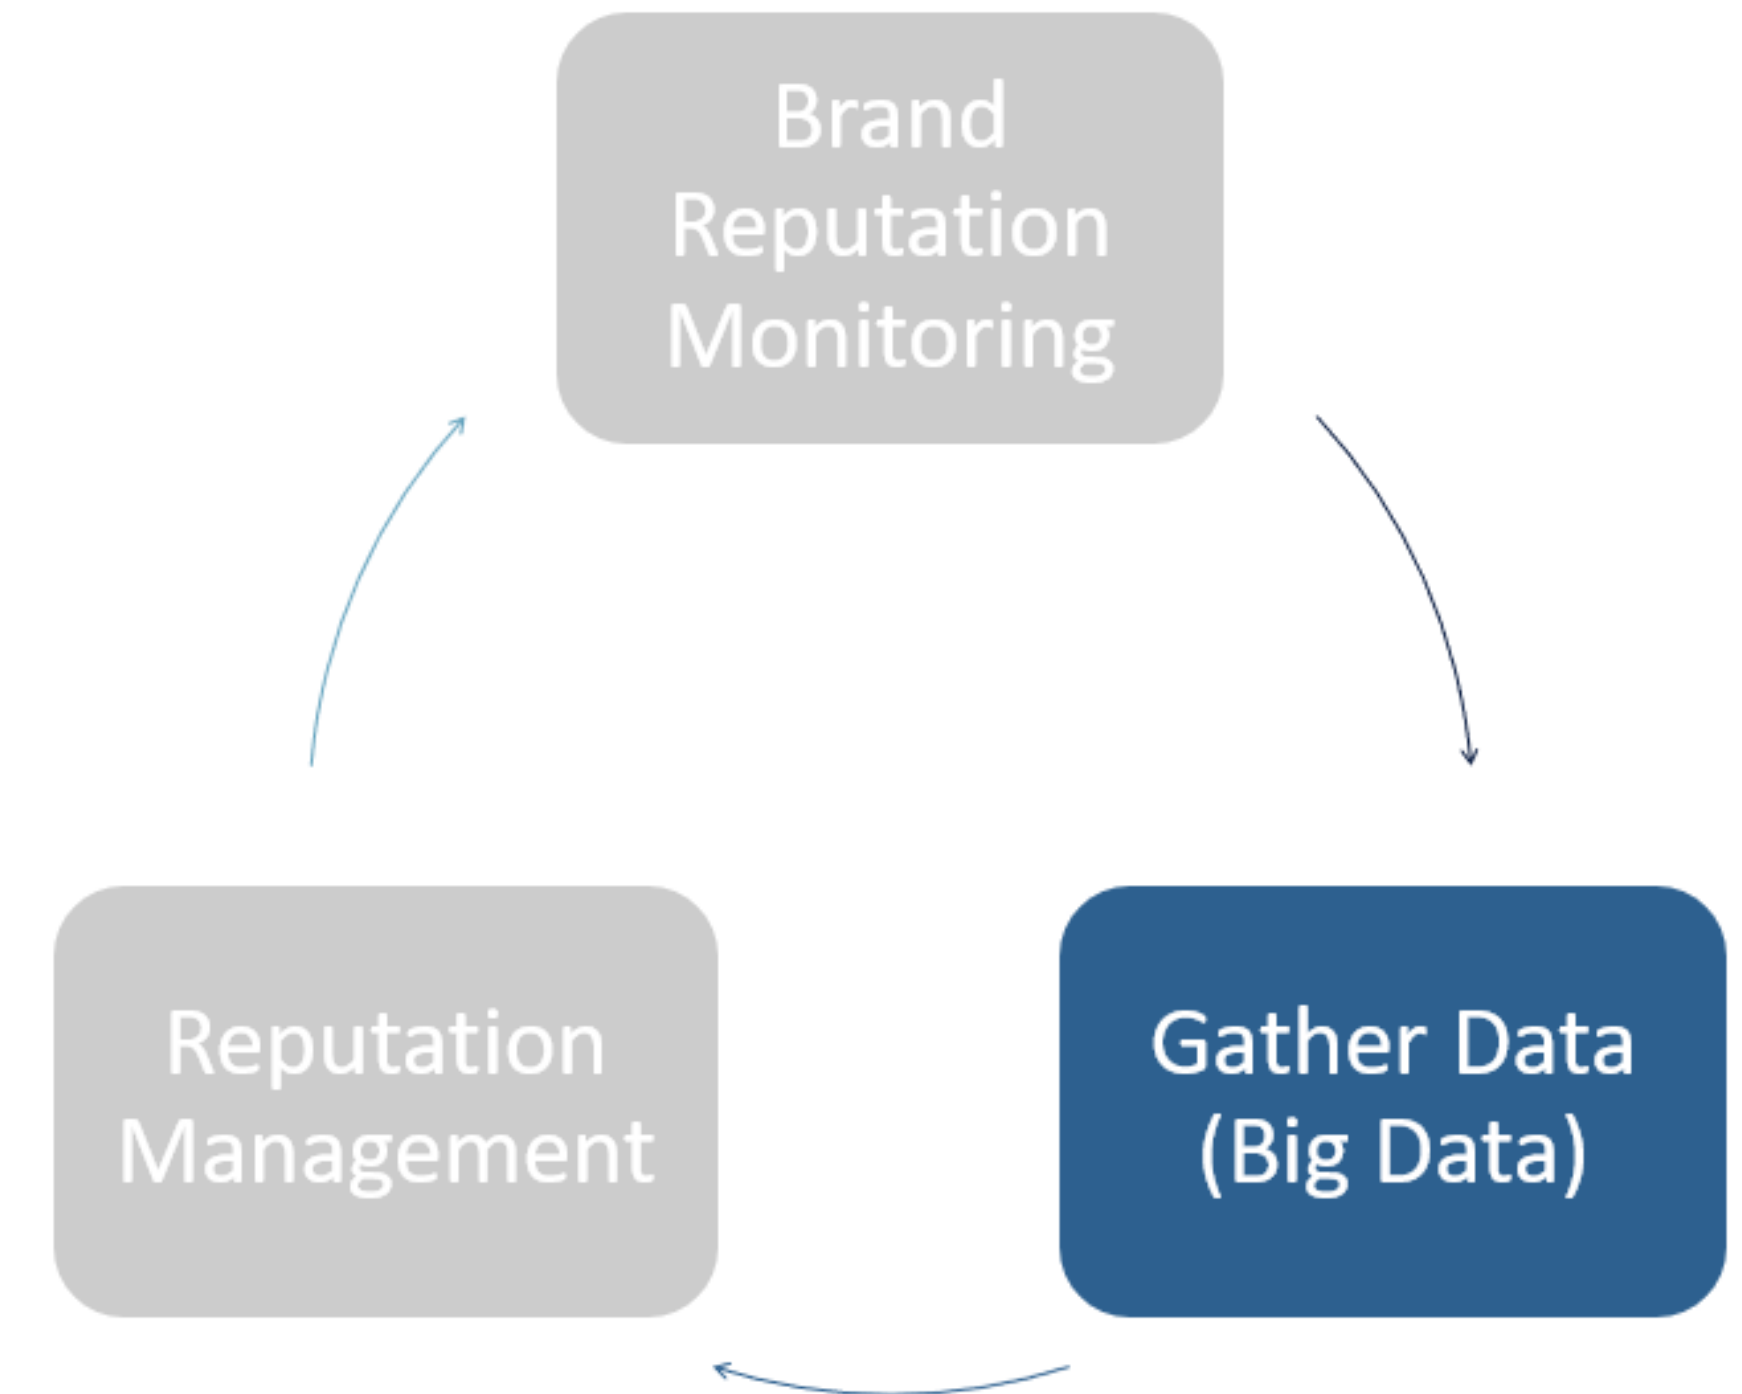 Brand
Reputation
Monitoring
Reputation
Management
Gather Data
(Big Data)